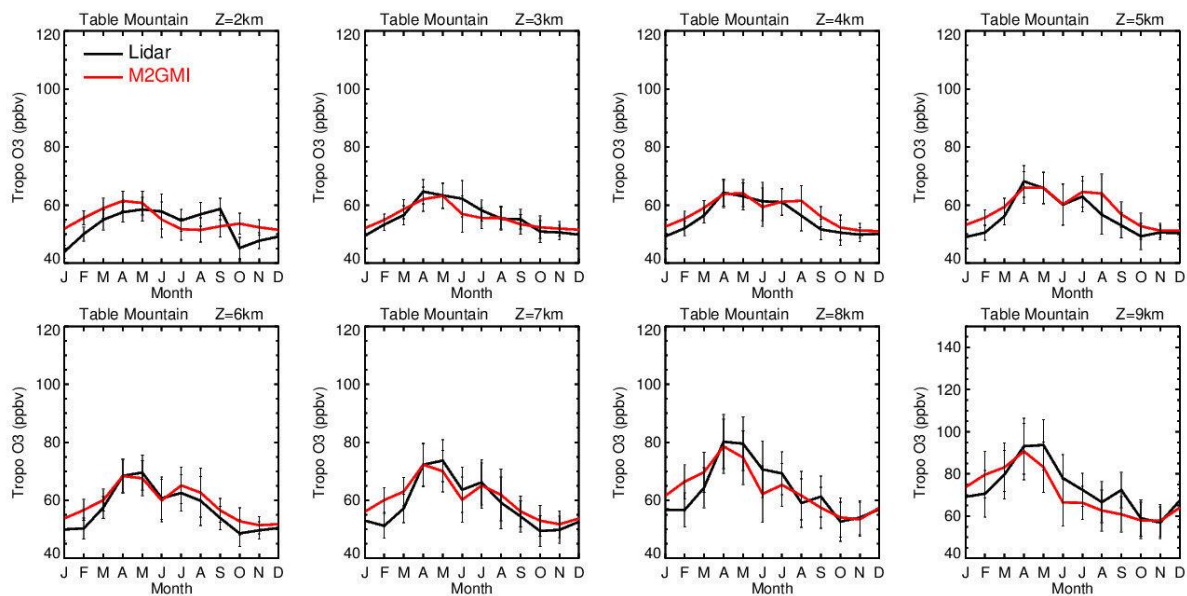 Table Mountain Z=2km
120
100
80
60
40
Tropo O3 (ppbv)
Lidar
M2GMI
J F M A M J J A S O N D
Month
Table Mountain Z=3km
120
100
80
60
40
Tropo O3 (ppbv)
J F M A M J J A S O N D
Month
Table Mountain Z=4km
120
100
80
60
40
Tropo O3 (ppbv)
J F M A M J J A S O N D
Month
Table Mountain Z=5km
120
100
80
60
40
Tropo O3 (ppbv)
J F M A M J J A S O N D
Month
Table Mountain Z=6km
120
100
80
60
40
Tropo O3 (ppbv)
J F M A M J J A S O N D
Month
Table Mountain Z=7km
120
100
80
60
40
Tropo O3 (ppbv)
J F M A M J J A S O N D
Month
Table Mountain Z=8km
120
100
80
60
40
Tropo O3 (ppbv)
J F M A M J J A S O N D
Month
Table Mountain Z=9km
140
120
100
80
60
40
Tropo O3 (ppbv)
J F M A M J J A S O N D
Month